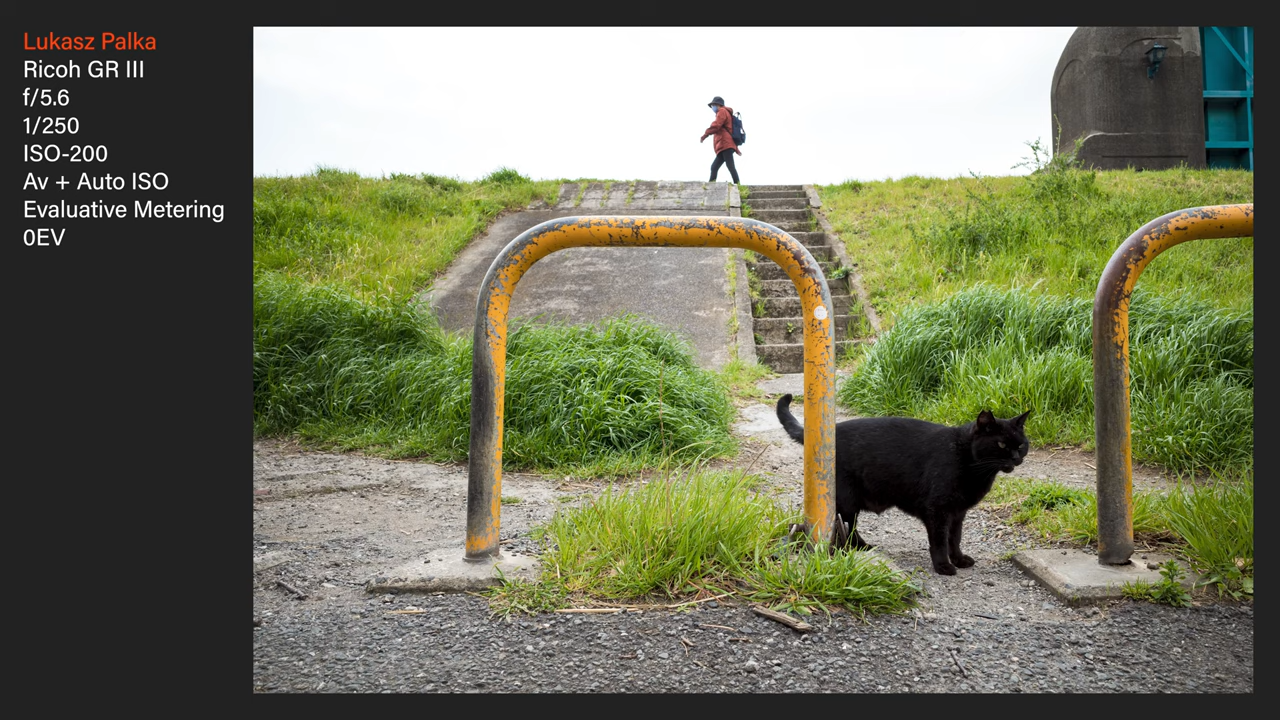 Lukasz Palka
Ricoh GR III
f/5.6
1/250
ISO-200
Av + Auto ISO
Evaluative Metering
0EV